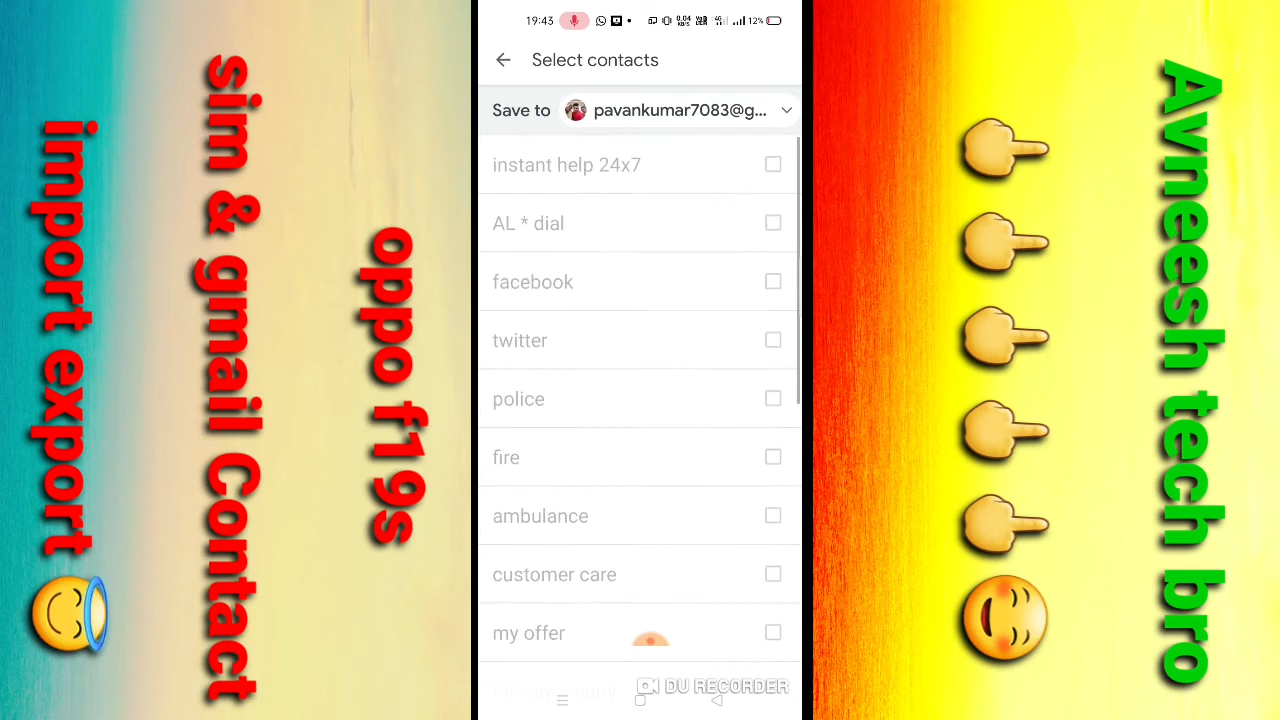 import export
sim & gmail Contact
oppo f19s
19:43
12%
Select contacts
Save to pavankumar7083@g...
instant help 24x7
AL * dial
facebook
twitter
police
fire
ambulance
customer care
my offer
DU RECORDER
Avneesh tech bro